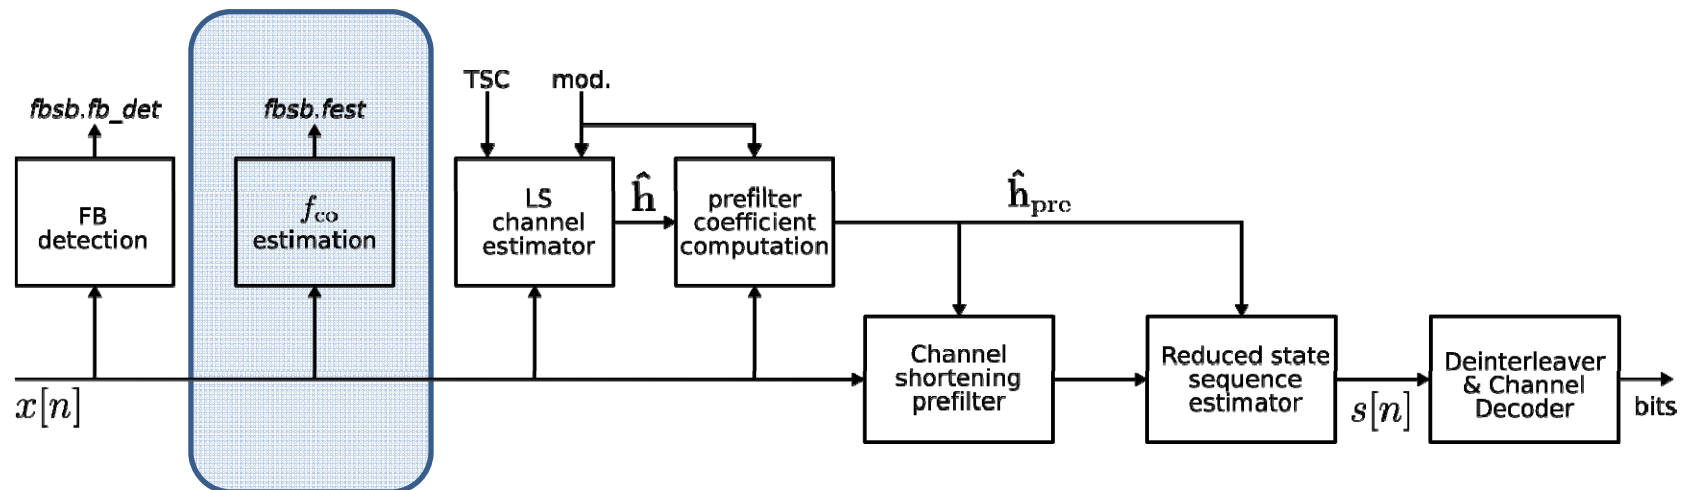 TSC
mod.
fbsb.fb_det
fbsb.fest
FB
detection
f_co
estimation
LS
channel
estimator
ĥ
prefilter
coefficient
computation
ĥ_pre
Channel
shortening
prefilter
Reduced state
sequence
estimator
Deinterleaver
& Channel
Decoder
x[n]
s[n]
bits